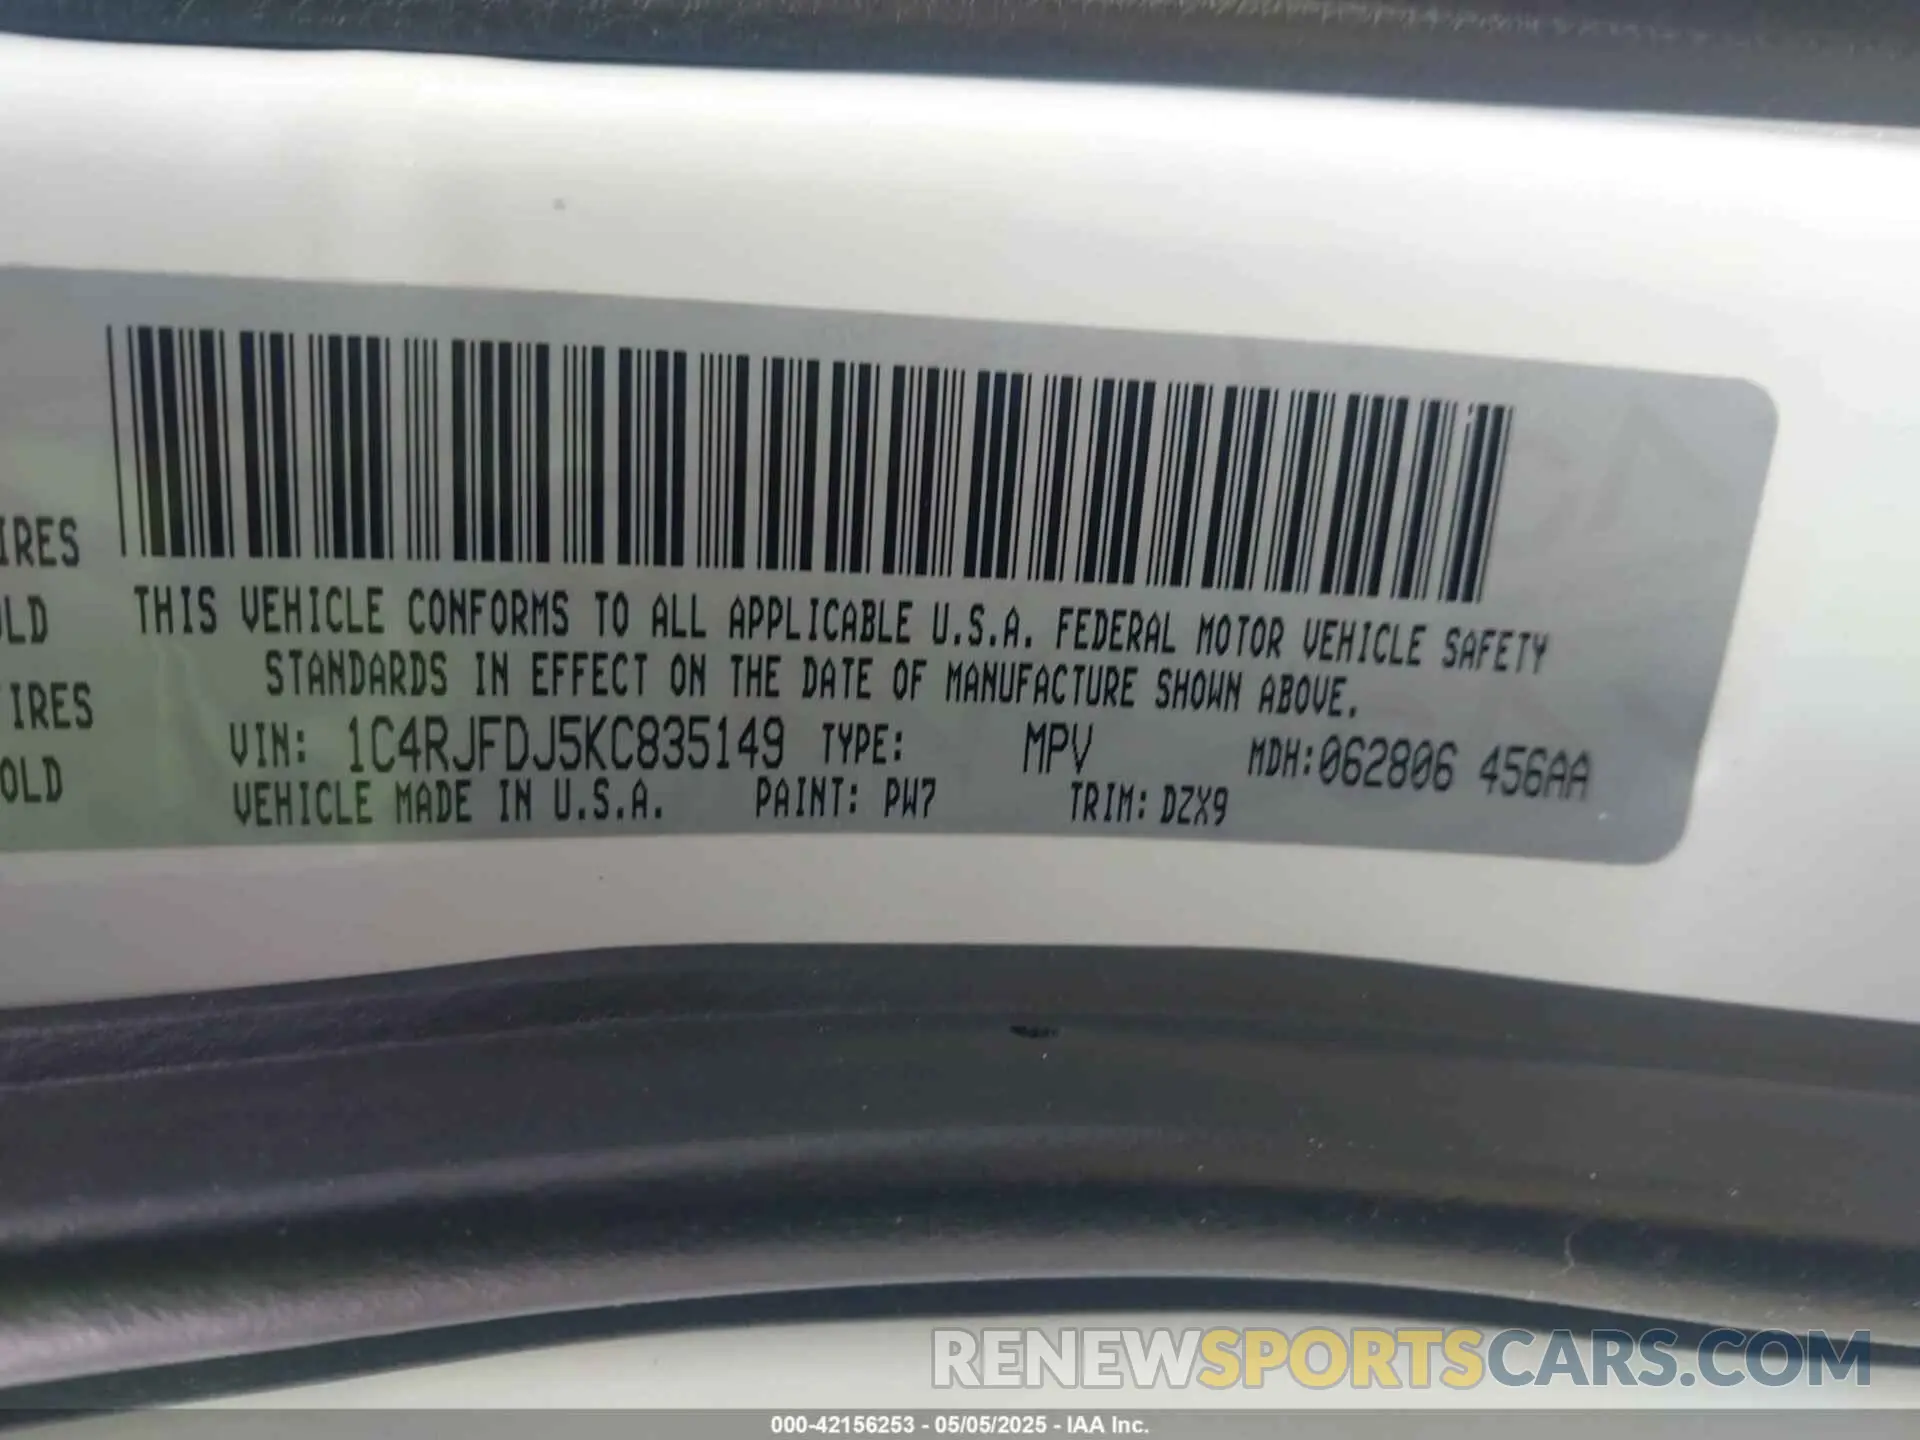 IRES
OLD
IRES
OLD
THIS VEHICLE CONFORMS TO ALL APPLICABLE U.S.A. FEDERAL MOTOR VEHICLE SAFETY
STANDARDS IN EFFECT ON THE DATE OF MANUFACTURE SHOWN ABOVE.
VIN: 1C4RJFDJ5KC835149 TYPE: MPV MDH:062806 456AA
VEHICLE MADE IN U.S.A. PAINT: PW7 TRIM: DZX9
RENEWSPORTSCARS.COM
000-42156253 - 05/05/2025 - IAA Inc.